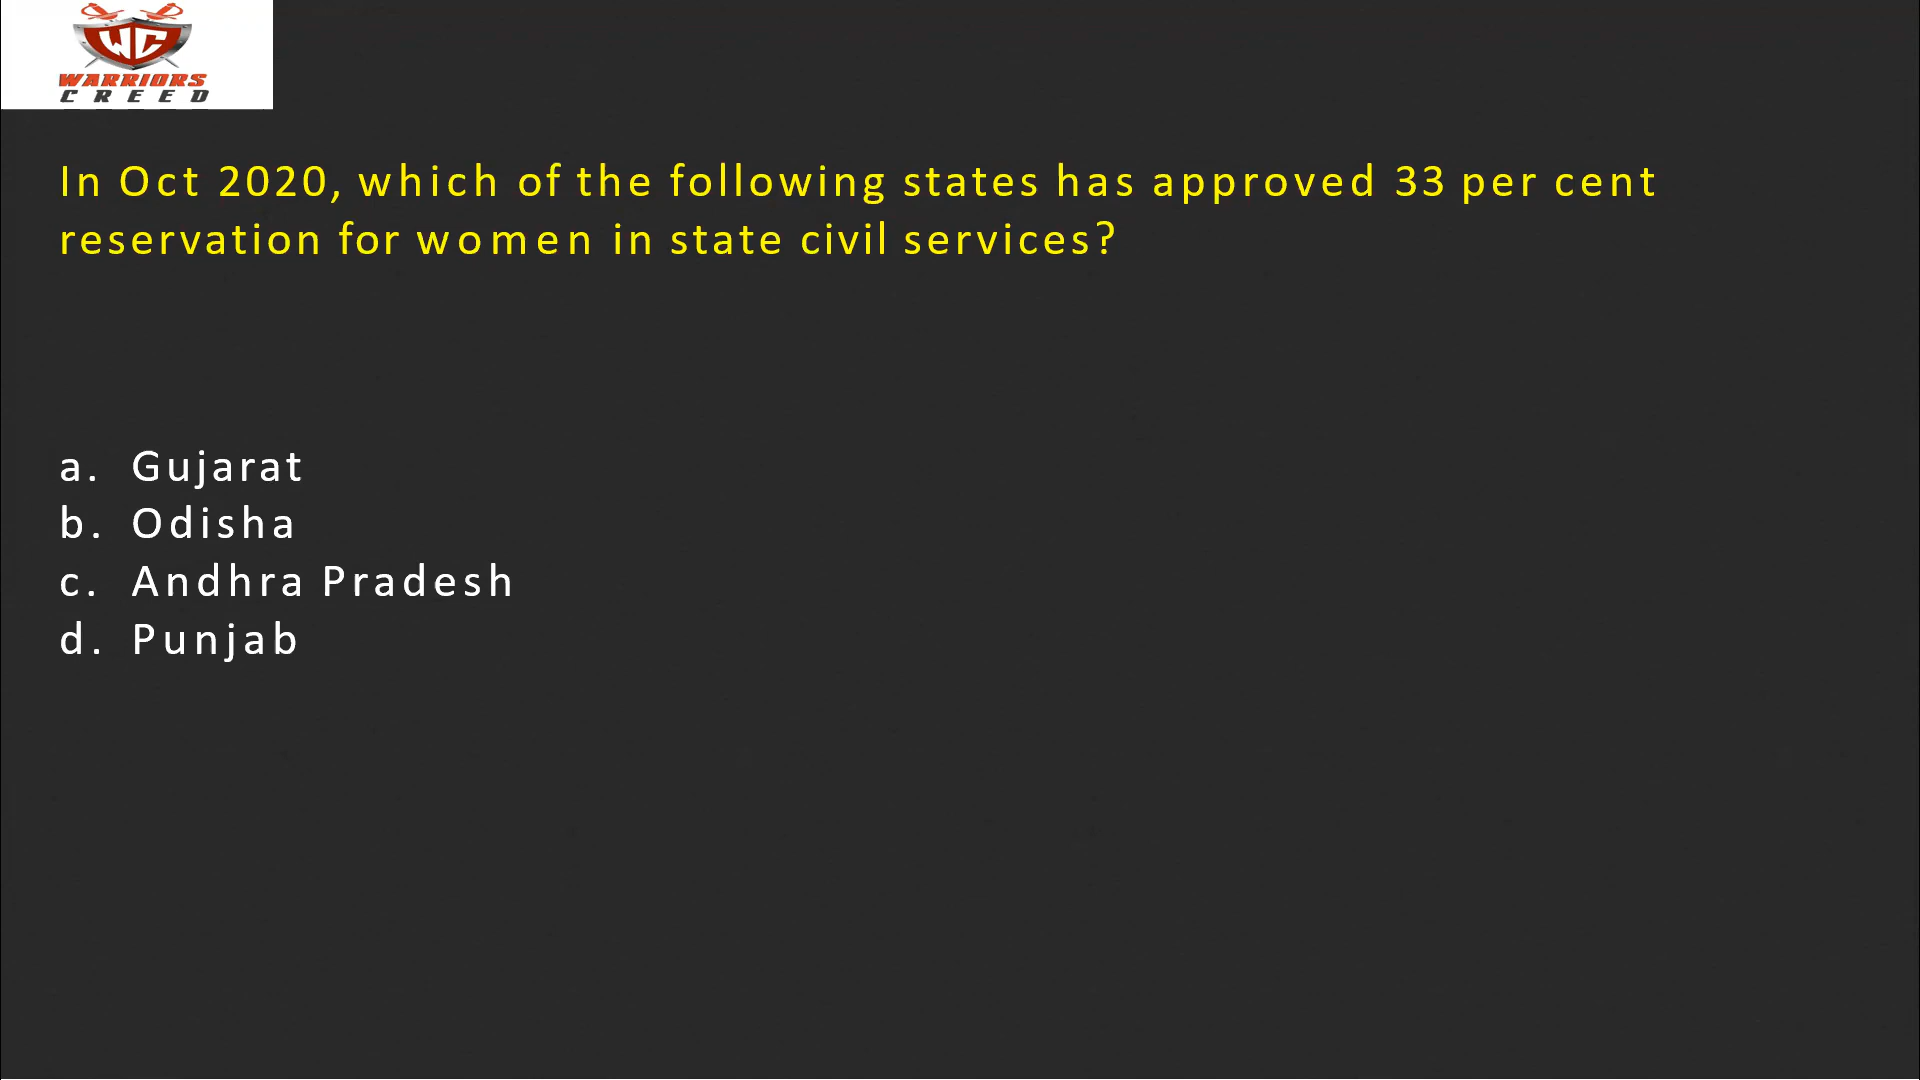 WC
WARRIORS
CREED
In Oct 2020, which of the following states has approved 33 per cent
reservation for women in state civil services?
a. Gujarat
b. Odisha
c. Andhra Pradesh
d. Punjab